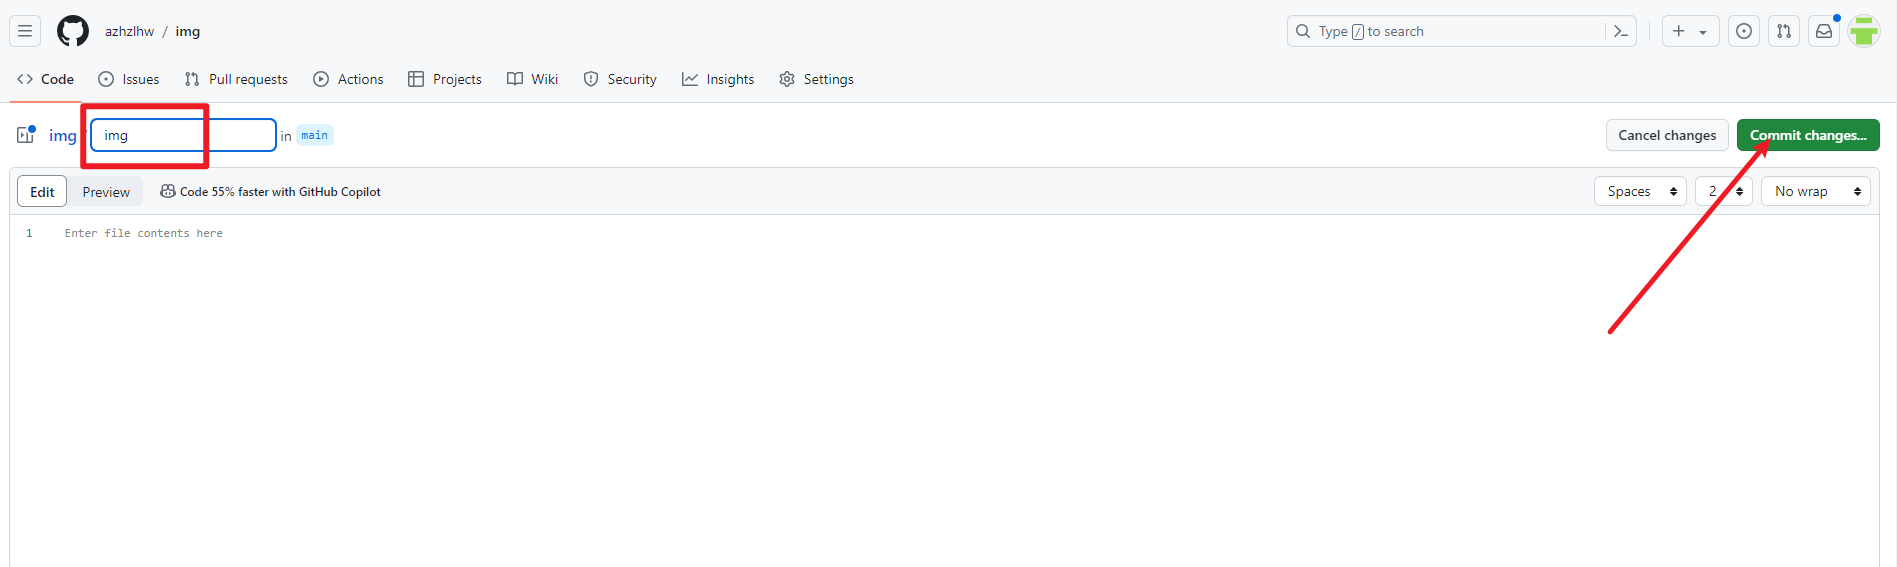 azhzlhw / img
Type / to search
Code Issues Pull requests Actions Projects Wiki Security Insights Settings
img / img in main Cancel changes Commit changes...
Edit Preview Code 55% faster with GitHub Copilot Spaces 2 No wrap
1 Enter file contents here